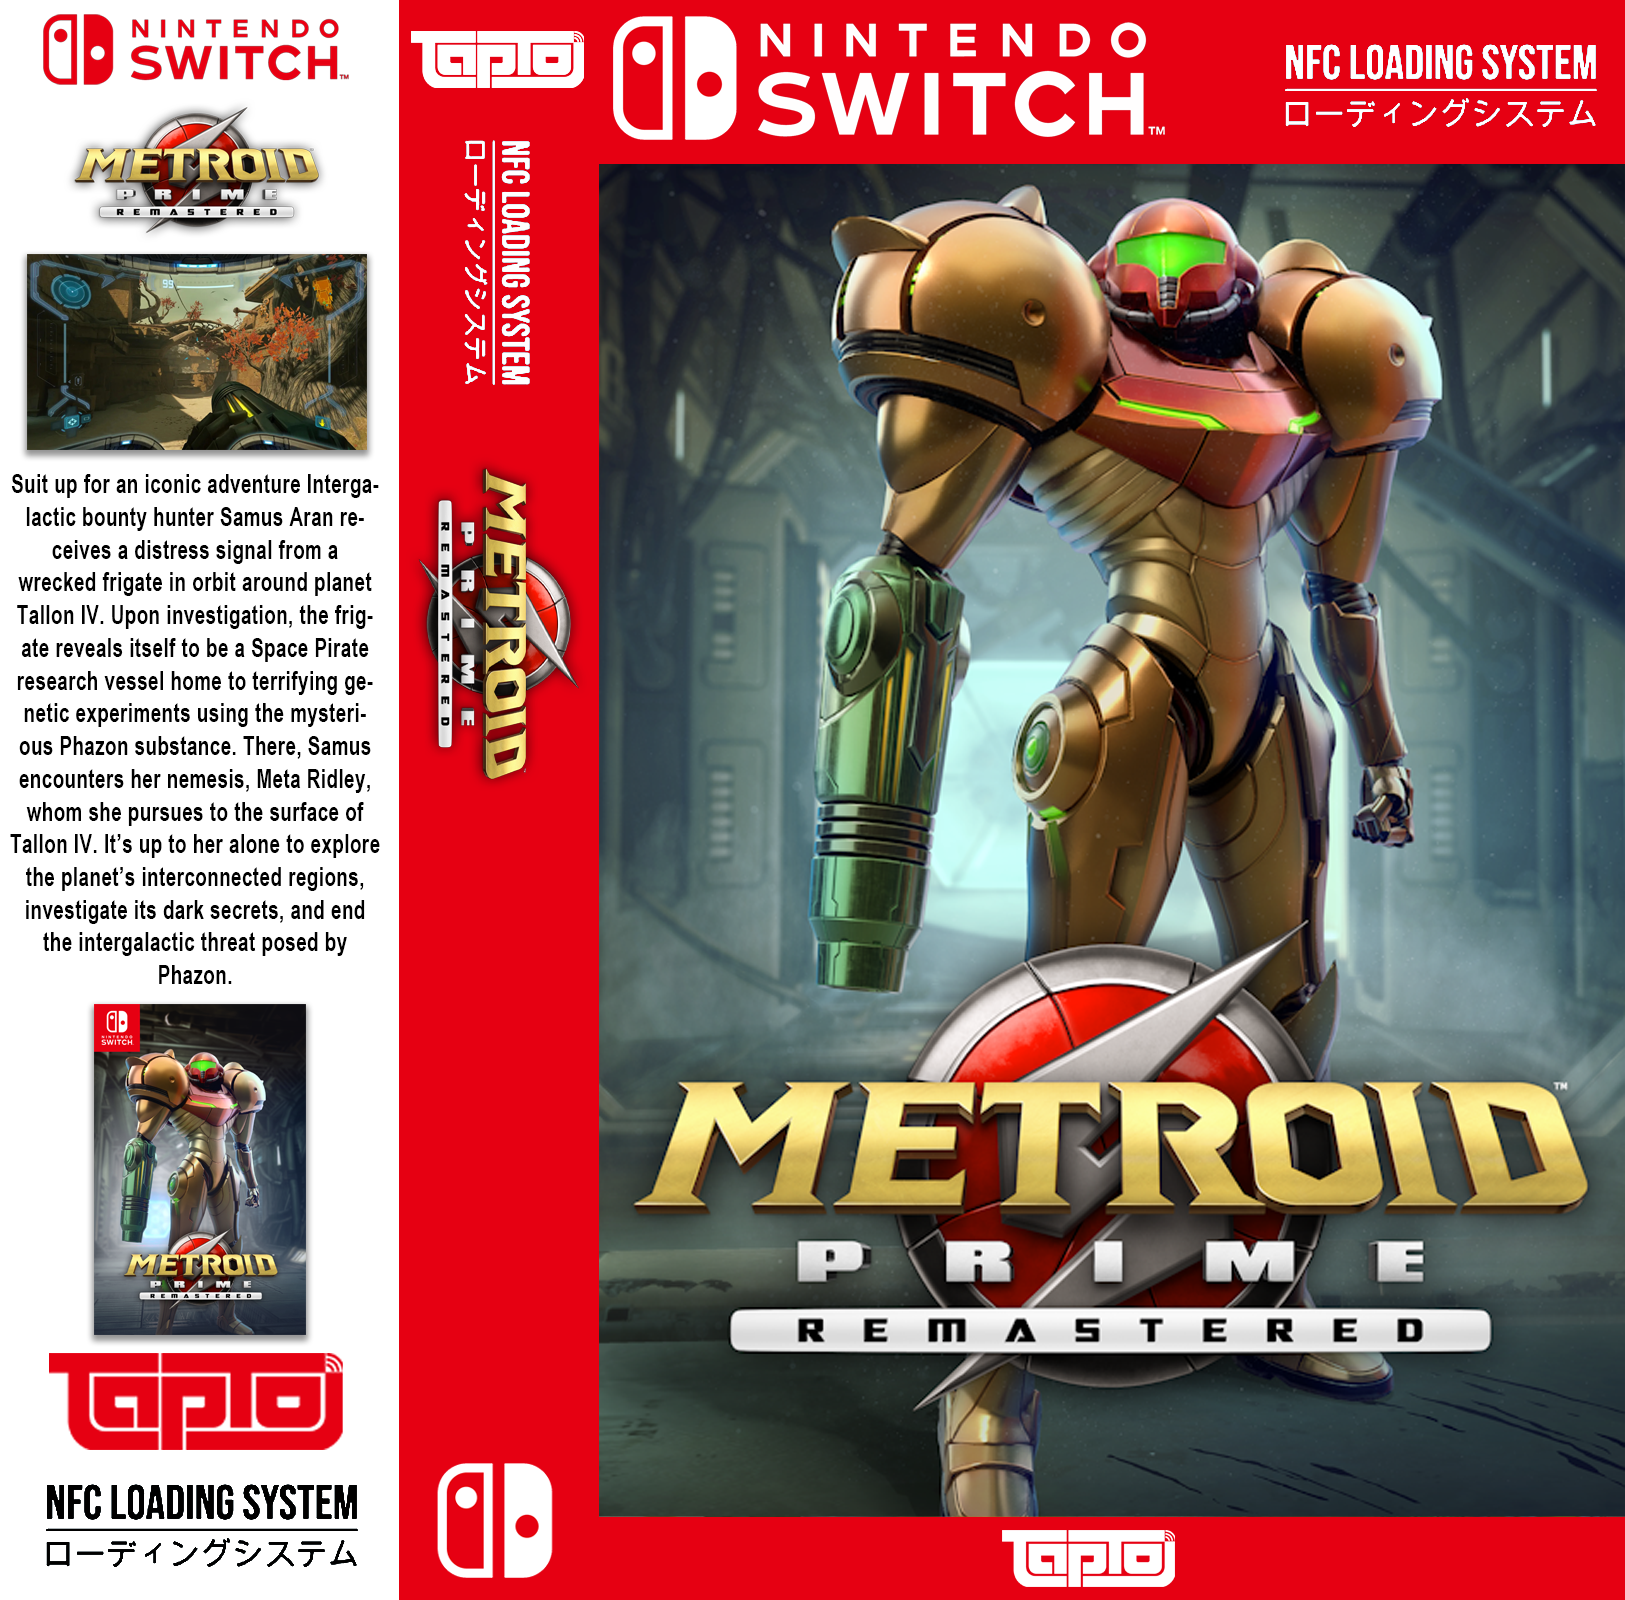 NINTENDO
SWITCH™
METROID
PRIME
REMASTERED
99
Suit up for an iconic adventure Interga-
lactic bounty hunter Samus Aran re-
ceives a distress signal from a
wrecked frigate in orbit around planet
Tallon IV. Upon investigation, the frig-
ate reveals itself to be a Space Pirate
research vessel home to terrifying ge-
netic experiments using the mysteri-
ous Phazon substance. There, Samus
encounters her nemesis, Meta Ridley,
whom she pursues to the surface of
Tallon IV. It’s up to her alone to explore
the planet’s interconnected regions,
investigate its dark secrets, and end
the intergalactic threat posed by
Phazon.
NINTENDO
SWITCH
METROID
PRIME
REMASTERED
TapTo
NFC LOADING SYSTEM
ローディングシステム
TapTo
NFC LOADING SYSTEM
ローディングシステム
METROID
PRIME
REMASTERED
NINTENDO
SWITCH™
NFC LOADING SYSTEM
ローディングシステム
METROID™
PRIME
REMASTERED
TapTo